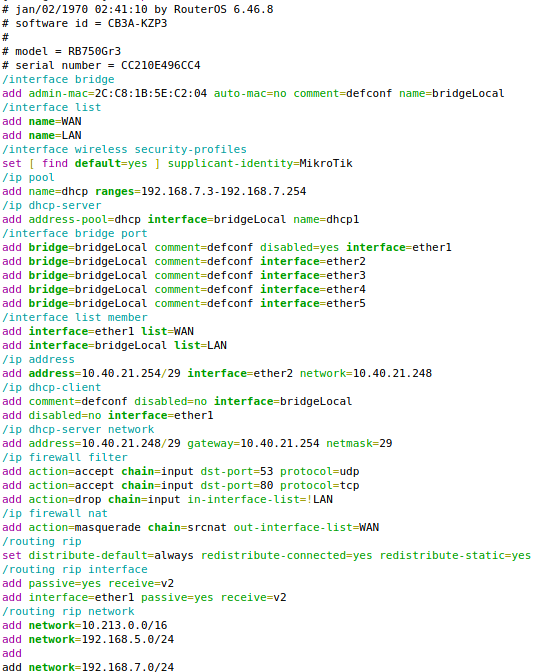 # jan/02/1970 02:41:10 by RouterOS 6.46.8
# software id = CB3A-KZP3
#
# model = RB750Gr3
# serial number = CC210E496CC4
/interface bridge
add admin-mac=2C:C8:1B:5E:C2:04 auto-mac=no comment=defconf name=bridgeLocal
/interface list
add name=WAN
add name=LAN
/interface wireless security-profiles
set [ find default=yes ] supplicant-identity=MikroTik
/ip pool
add name=dhcp ranges=192.168.7.3-192.168.7.254
/ip dhcp-server
add address-pool=dhcp interface=bridgeLocal name=dhcp1
/interface bridge port
add bridge=bridgeLocal comment=defconf disabled=yes interface=ether1
add bridge=bridgeLocal comment=defconf interface=ether2
add bridge=bridgeLocal comment=defconf interface=ether3
add bridge=bridgeLocal comment=defconf interface=ether4
add bridge=bridgeLocal comment=defconf interface=ether5
/interface list member
add interface=ether1 list=WAN
add interface=bridgeLocal list=LAN
/ip address
add address=10.40.21.254/29 interface=ether2 network=10.40.21.248
/ip dhcp-client
add comment=defconf disabled=no interface=bridgeLocal
add disabled=no interface=ether1
/ip dhcp-server network
add address=10.40.21.248/29 gateway=10.40.21.254 netmask=29
/ip firewall filter
add action=accept chain=input dst-port=53 protocol=udp
add action=accept chain=input dst-port=80 protocol=tcp
add action=drop chain=input in-interface-list=!LAN
/ip firewall nat
add action=masquerade chain=srcnat out-interface-list=WAN
/routing rip
set distribute-default=always redistribute-connected=yes redistribute-static=yes
/routing rip interface
add passive=yes receive=v2
add interface=ether1 passive=yes receive=v2
/routing rip network
add network=10.213.0.0/16
add network=192.168.5.0/24
add
add network=192.168.7.0/24